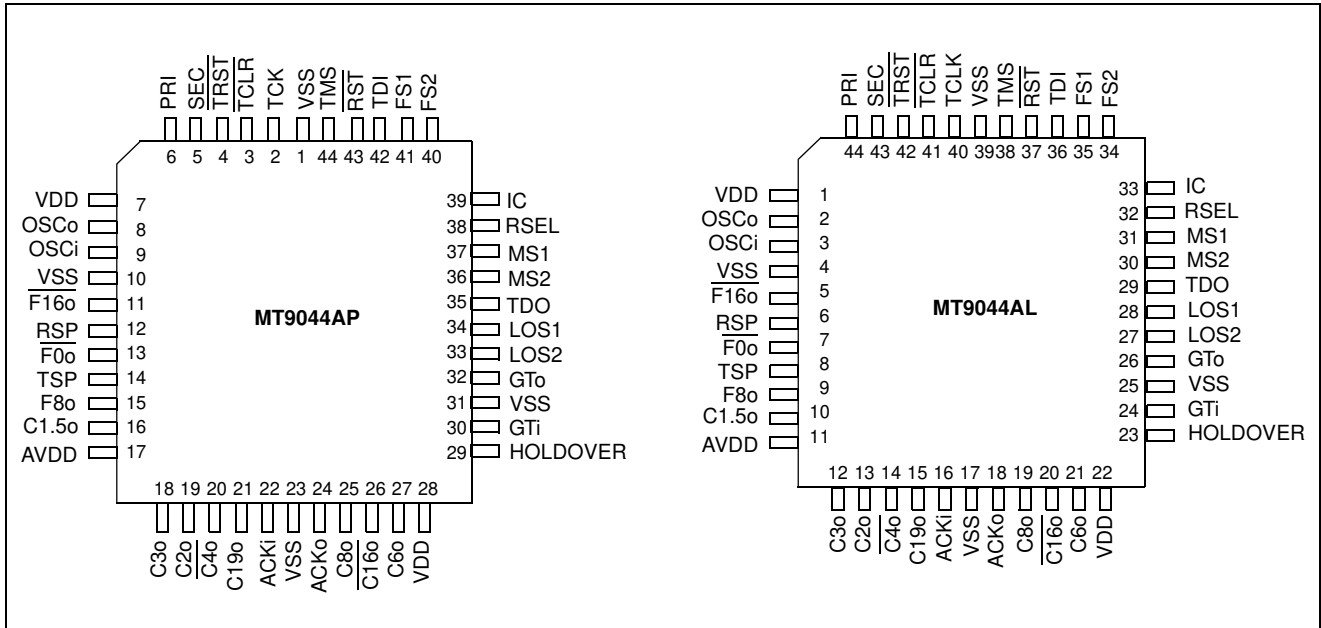 PRI
SEC
TRST
TCLR
TCK
VSS
TMS
RST
TDI
FS1
FS2
6 5 4 3 2 1 44 43 42 41 40
VDD 7
OSCo 8
OSCi 9
VSS 10
F16o 11
RSP 12
F0o 13
TSP 14
F8o 15
C1.5o 16
AVDD 17
MT9044AP
39 IC
38 RSEL
37 MS1
36 MS2
35 TDO
34 LOS1
33 LOS2
32 GTo
31 VSS
30 GTi
29 HOLDOVER
18 19 20 21 22 23 24 25 26 27 28
C3o
C2o
C4o
C19o
ACKi
VSS
ACKo
C8o
C16o
C6o
VDD
PRI
SEC
TRST
TCLR
TCLK
VSS
TMS
RST
TDI
FS1
FS2
44 43 42 41 40 39 38 37 36 35 34
VDD 1
OSCo 2
OSCi 3
VSS 4
F16o 5
RSP 6
F0o 7
TSP 8
F8o 9
C1.5o 10
AVDD 11
MT9044AL
33 IC
32 RSEL
31 MS1
30 MS2
29 TDO
28 LOS1
27 LOS2
26 GTo
25 VSS
24 GTi
23 HOLDOVER
12 13 14 15 16 17 18 19 20 21 22
C3o
C2o
C4o
C19o
ACKi
VSS
ACKo
C8o
C16o
C6o
VDD